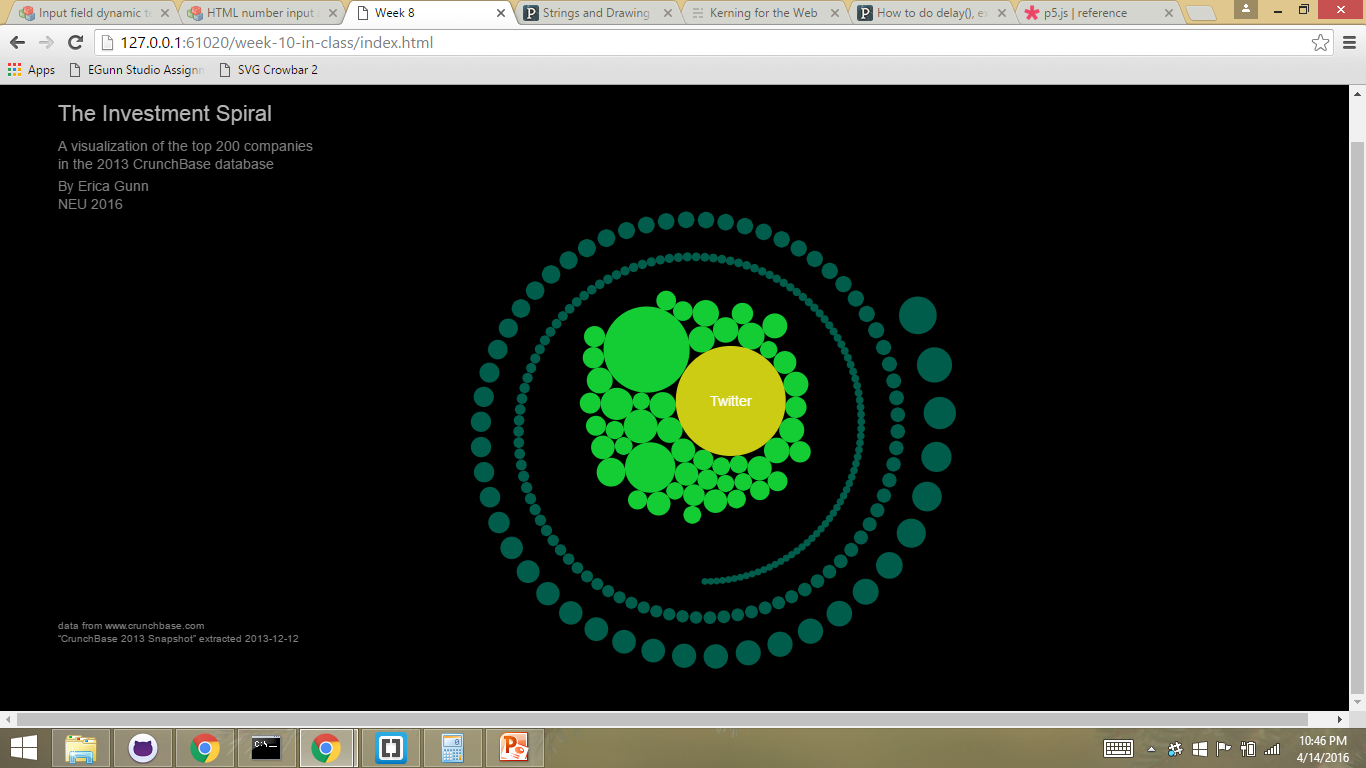 Input field dynamic te
HTML number input a
Week 8
Strings and Drawing
Kerning for the Web
How to do delay(), ex
p5.js | reference
127.0.0.1:61020/week-10-in-class/index.html
Apps
EGunn Studio Assignm
SVG Crowbar 2
The Investment Spiral
A visualization of the top 200 companies
in the 2013 CrunchBase database
By Erica Gunn
NEU 2016
Twitter
data from www.crunchbase.com
“CrunchBase 2013 Snapshot” extracted 2013-12-12
10:46 PM
4/14/2016